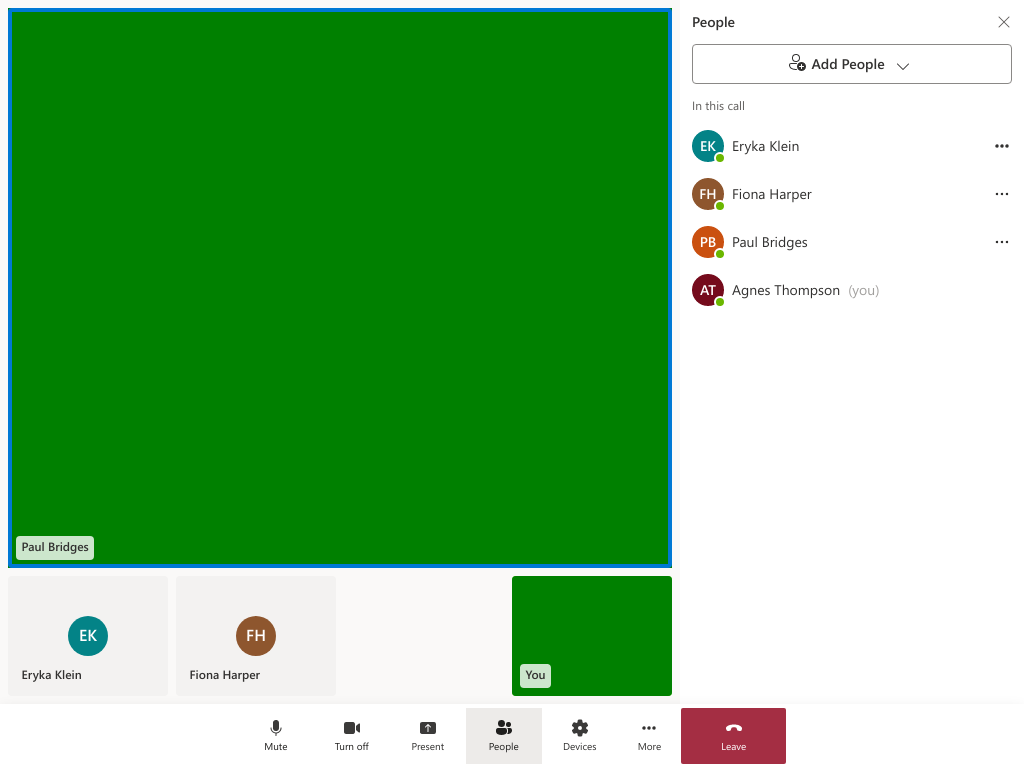 People
Add People
In this call
EK Eryka Klein
FH Fiona Harper
PB Paul Bridges
AT Agnes Thompson (you)
Paul Bridges
EK
Eryka Klein
FH
Fiona Harper
You
Mute
Turn off
Present
People
Devices
More
Leave